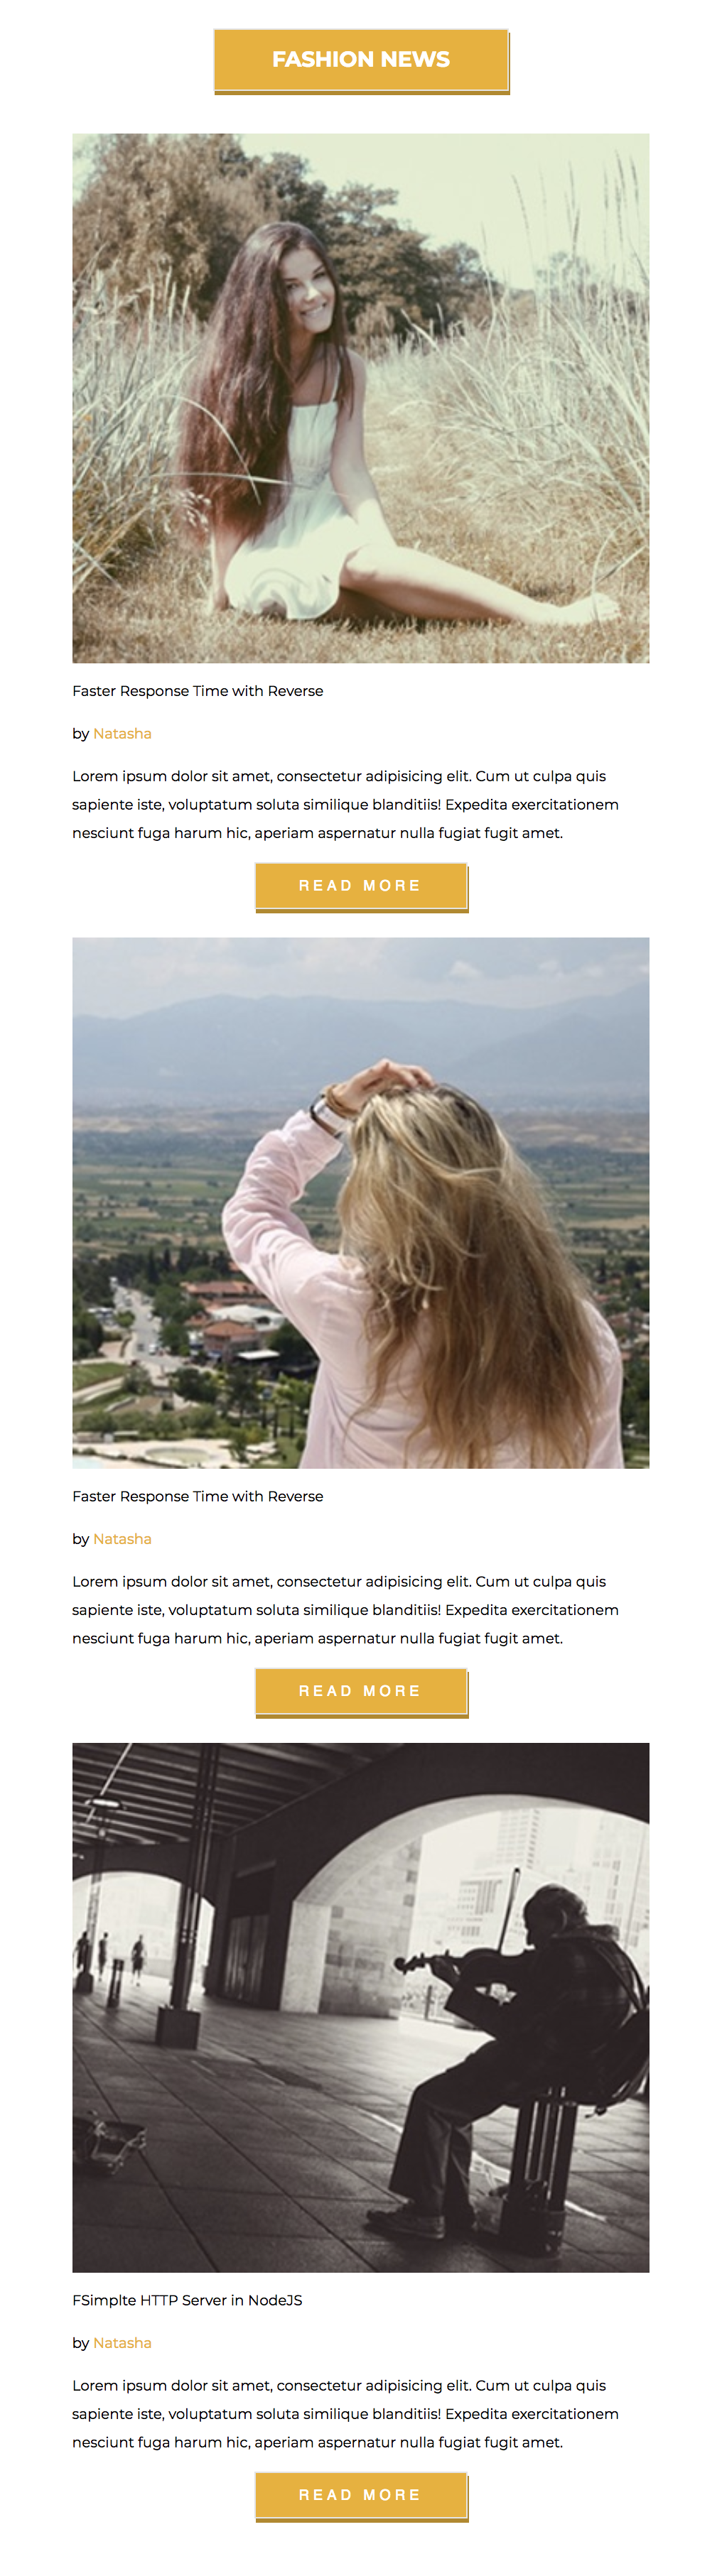 FASHION NEWS
Faster Response Time with Reverse
by Natasha
Lorem ipsum dolor sit amet, consectetur adipisicing elit. Cum ut culpa quis
sapiente iste, voluptatum soluta similique blanditiis! Expedita exercitationem
nesciunt fuga harum hic, aperiam aspernatur nulla fugiat fugit amet.
READ MORE
Faster Response Time with Reverse
by Natasha
Lorem ipsum dolor sit amet, consectetur adipisicing elit. Cum ut culpa quis
sapiente iste, voluptatum soluta similique blanditiis! Expedita exercitationem
nesciunt fuga harum hic, aperiam aspernatur nulla fugiat fugit amet.
READ MORE
FSimplte HTTP Server in NodeJS
by Natasha
Lorem ipsum dolor sit amet, consectetur adipisicing elit. Cum ut culpa quis
sapiente iste, voluptatum soluta similique blanditiis! Expedita exercitationem
nesciunt fuga harum hic, aperiam aspernatur nulla fugiat fugit amet.
READ MORE